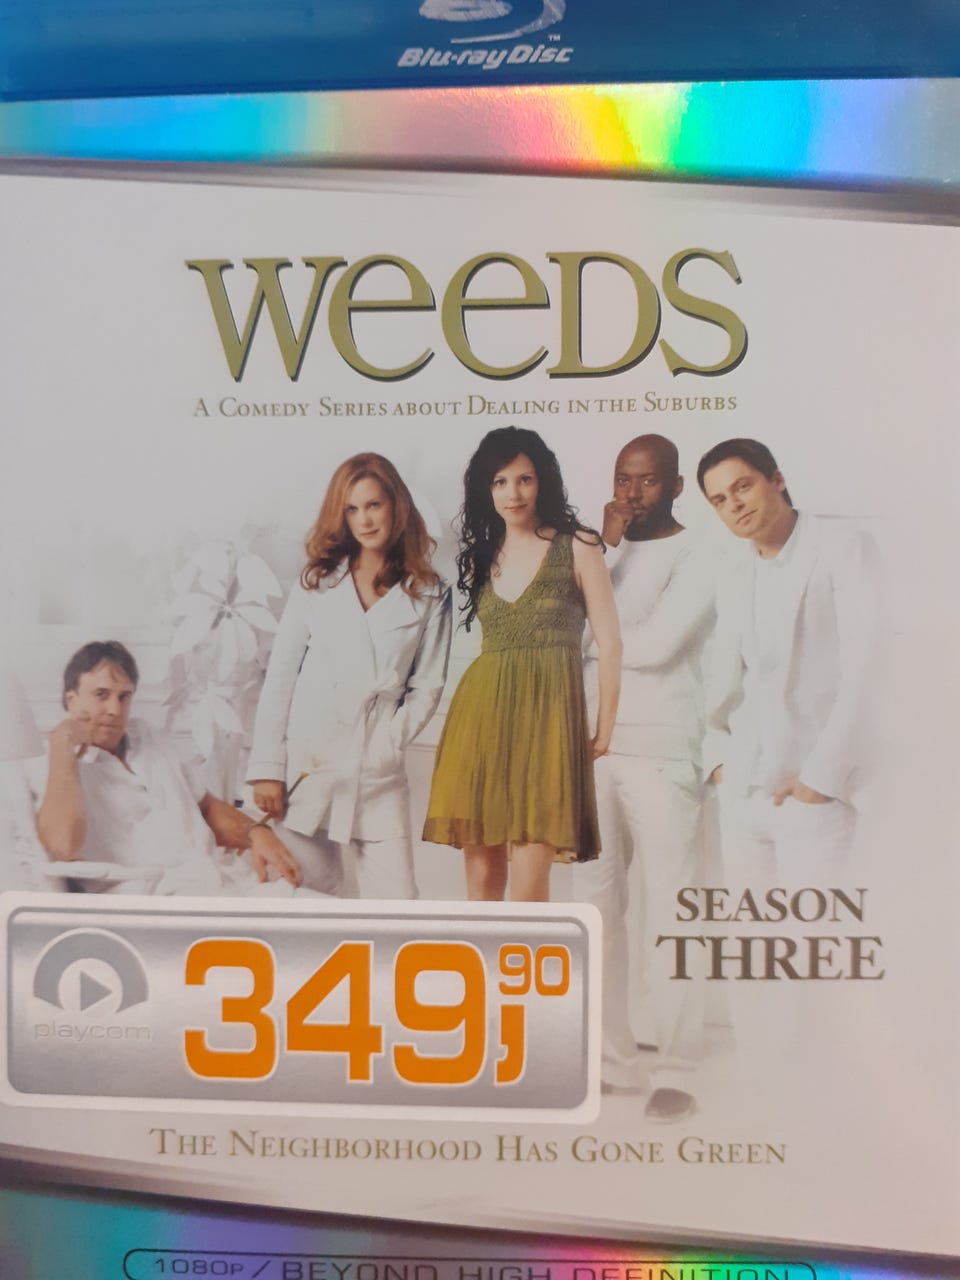 Blu-ray Disc™
WEEDS
A COMEDY SERIES ABOUT DEALING IN THE SUBURBS
SEASON
THREE
playcom
349,90
THE NEIGHBORHOOD HAS GONE GREEN
1080P / BEYOND HIGH DEFINITION